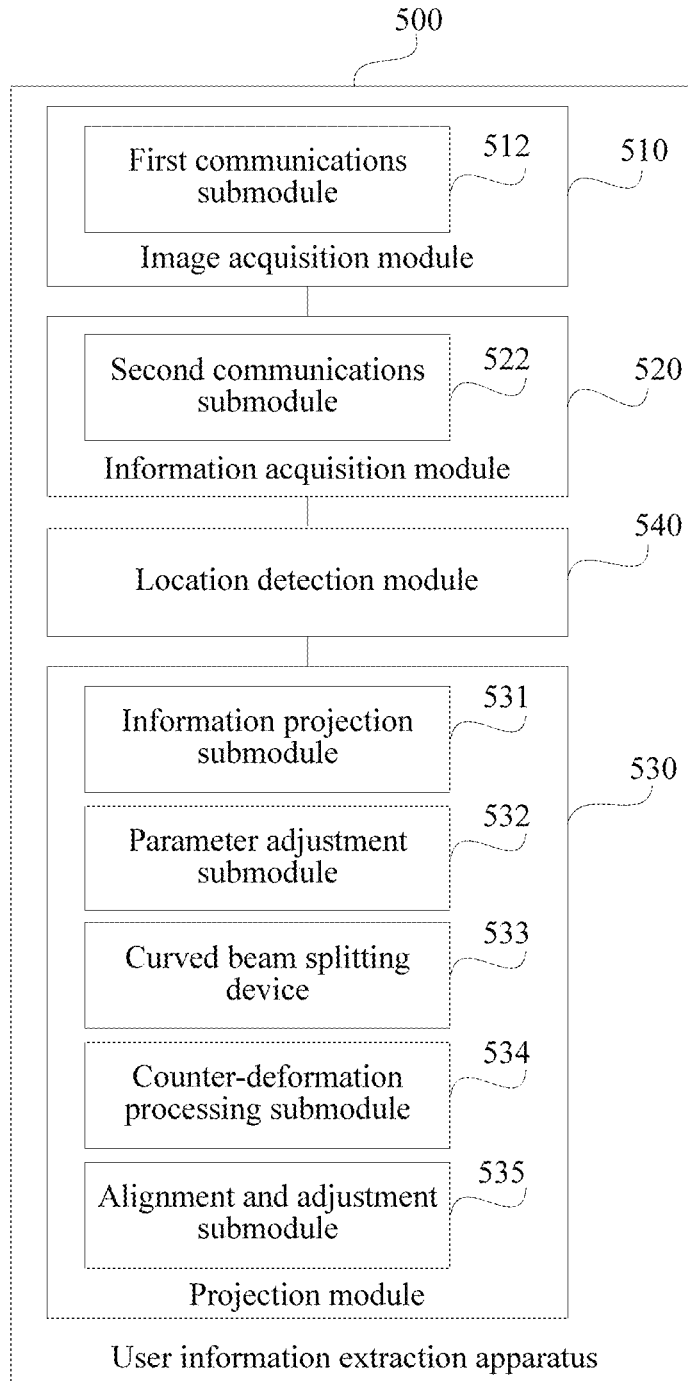 500
First communications
submodule
512
510
Image acquisition module
Second communications
submodule
522
520
Information acquisition module
540
Location detection module
Information projection
submodule
531
530
Parameter adjustment
submodule
532
Curved beam splitting
device
533
Counter-deformation
processing submodule
534
Alignment and adjustment
submodule
535
Projection module
User information extraction apparatus